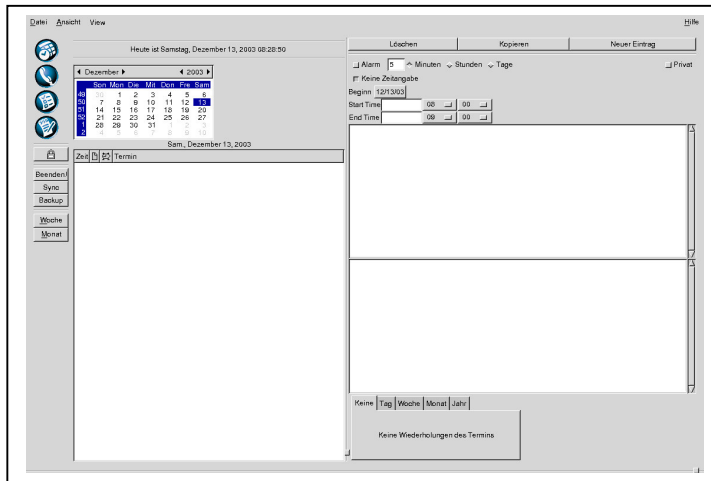 Datei Ansicht View Hilfe
Heute ist Samstag, Dezember 13, 2003 08:28:50
Dezember 2003
Son Mon Die Mit Don Fre Sam
49 30 1 2 3 4 5 6
50 7 8 9 10 11 12 13
51 14 15 16 17 18 19 20
52 21 22 23 24 25 26 27
1 28 29 30 31 1 2 3
2 4 5 6 7 8 9 10
Sam., Dezember 13, 2003
Zeit Termin
Beenden!
Sync
Backup
Woche
Monat
Löschen Kopieren Neuer Eintrag
Alarm 5 Minuten Stunden Tage Privat
Keine Zeitangabe
Beginn 12/13/03
Start Time 08 00
End Time 09 00
Keine Tag Woche Monat Jahr
Keine Wiederholungen des Termins